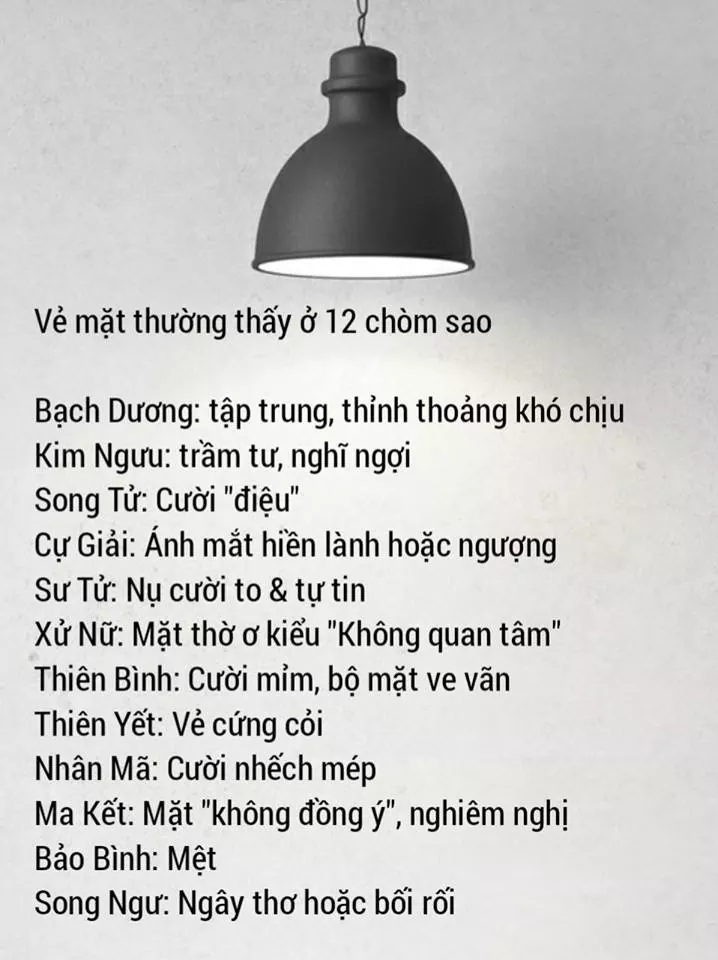 Vẻ mặt thường thấy ở 12 chòm sao
Bạch Dương: tập trung, thỉnh thoảng khó chịu
Kim Ngưu: trầm tư, nghĩ ngợi
Song Tử: Cười "điệu"
Cự Giải: Ánh mắt hiền lành hoặc ngượng
Sư Tử: Nụ cười to & tự tin
Xử Nữ: Mặt thờ ơ kiểu "Không quan tâm"
Thiên Bình: Cười mỉm, bộ mặt ve vãn
Thiên Yết: Vẻ cứng cỏi
Nhân Mã: Cười nhếch mép
Ma Kết: Mặt "không đồng ý", nghiêm nghị
Bảo Bình: Mệt
Song Ngư: Ngây thơ hoặc bối rối